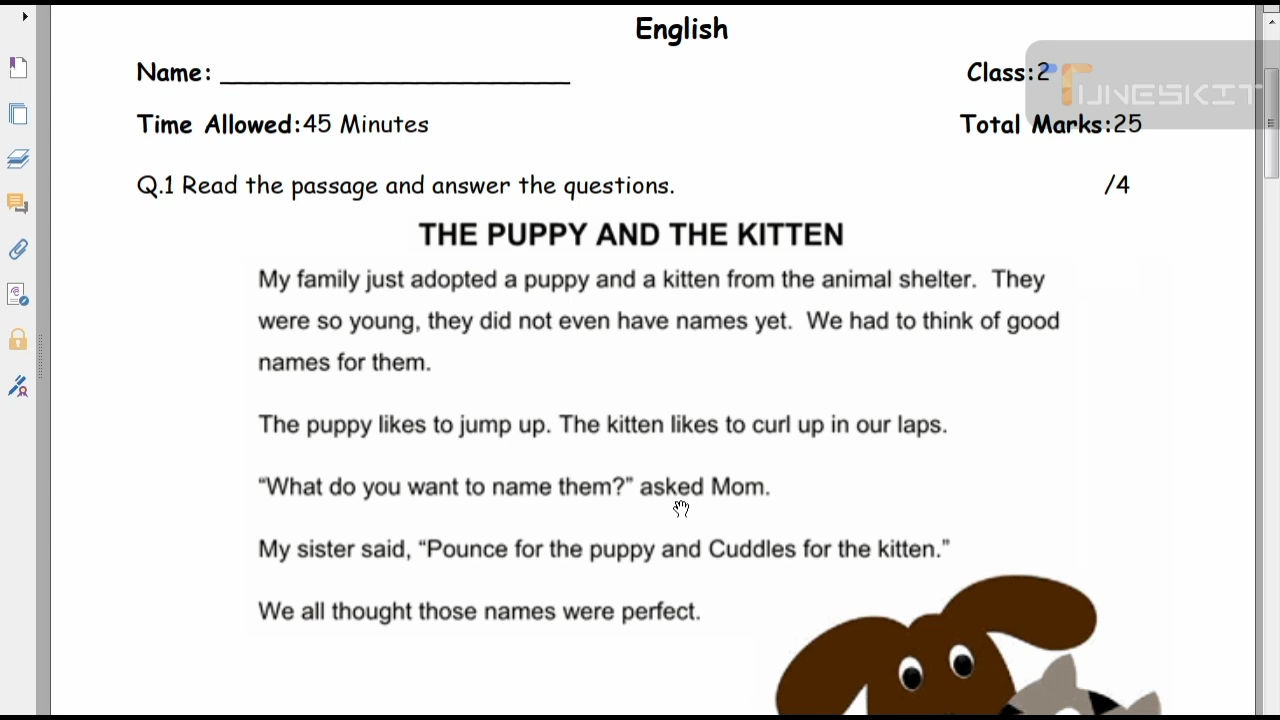 English
Name: __________________________
Class:2
TUNESKIT
Time Allowed:45 Minutes
Total Marks:25
Q.1 Read the passage and answer the questions.
/4
THE PUPPY AND THE KITTEN
My family just adopted a puppy and a kitten from the animal shelter. They
were so young, they did not even have names yet. We had to think of good
names for them.
The puppy likes to jump up. The kitten likes to curl up in our laps.
“What do you want to name them?” asked Mom.
My sister said, “Pounce for the puppy and Cuddles for the kitten.”
We all thought those names were perfect.